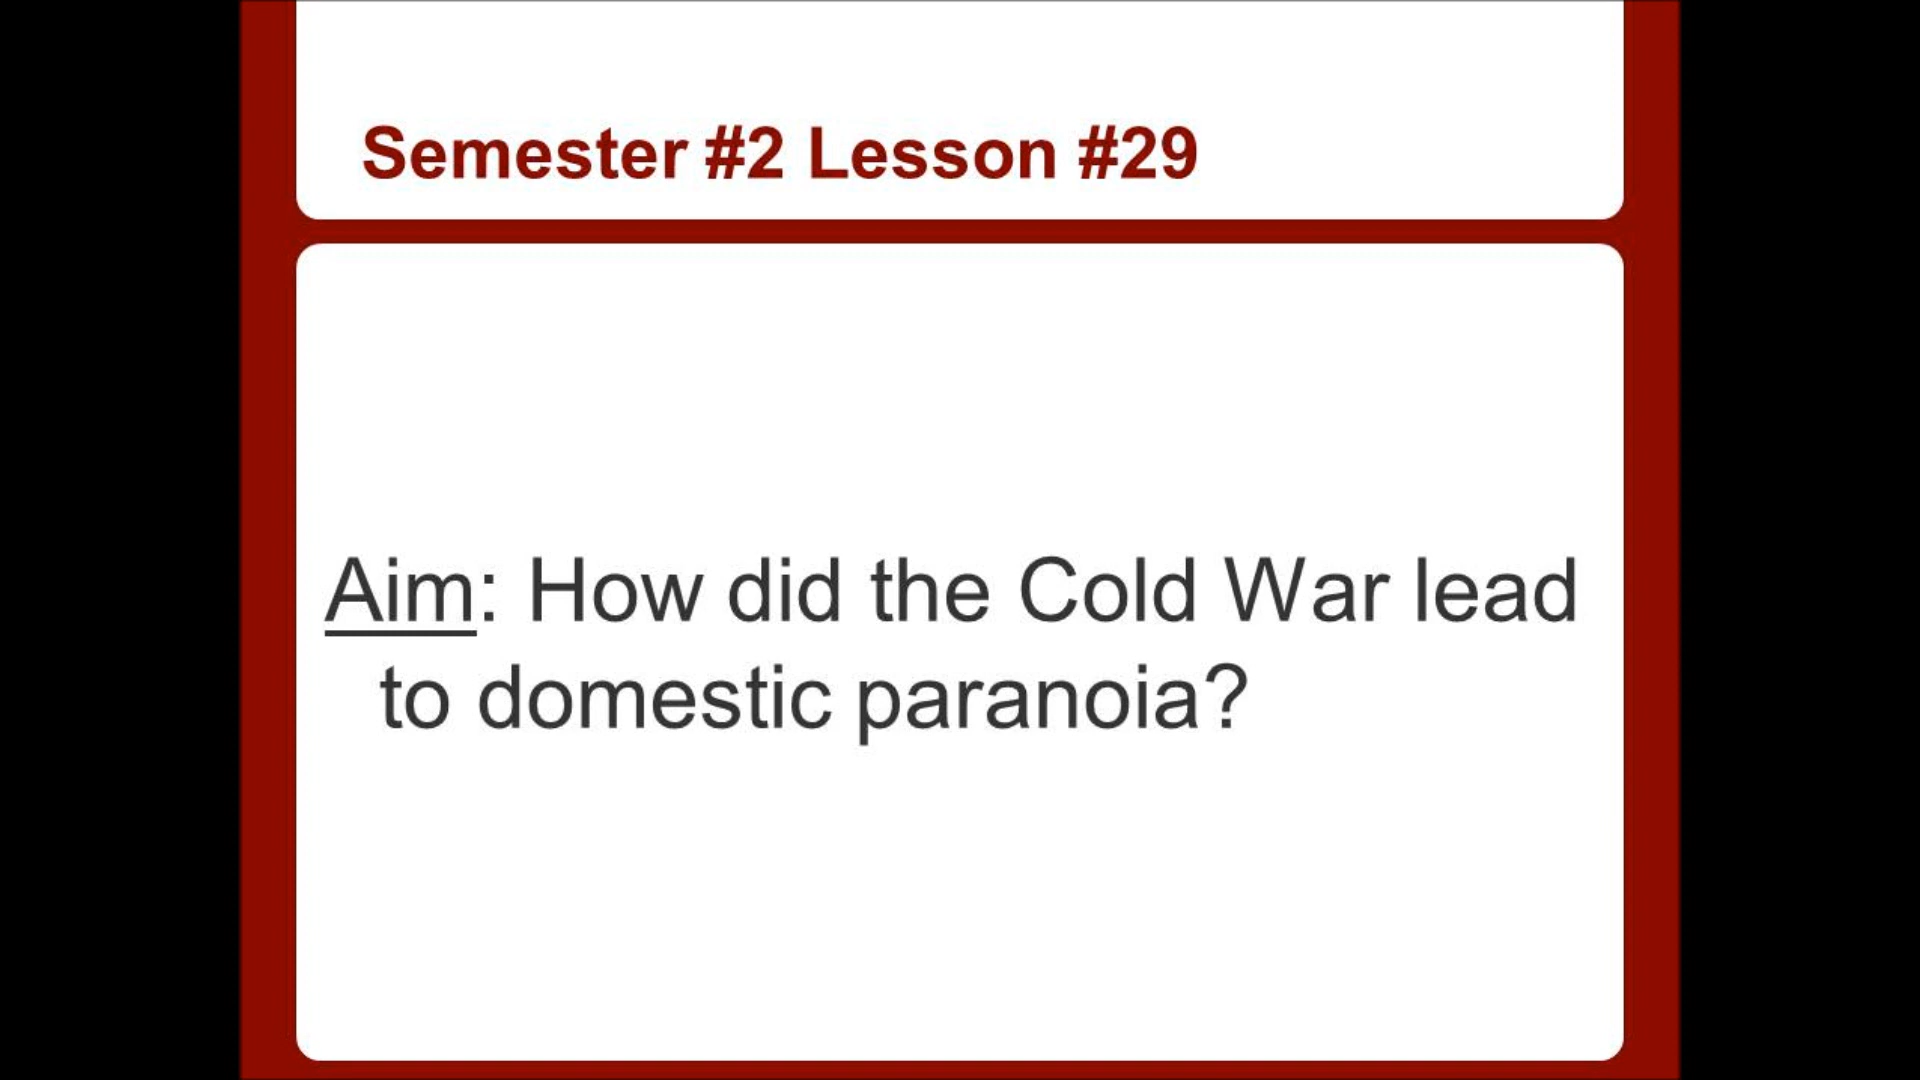 Semester #2 Lesson #29
Aim: How did the Cold War lead
to domestic paranoia?